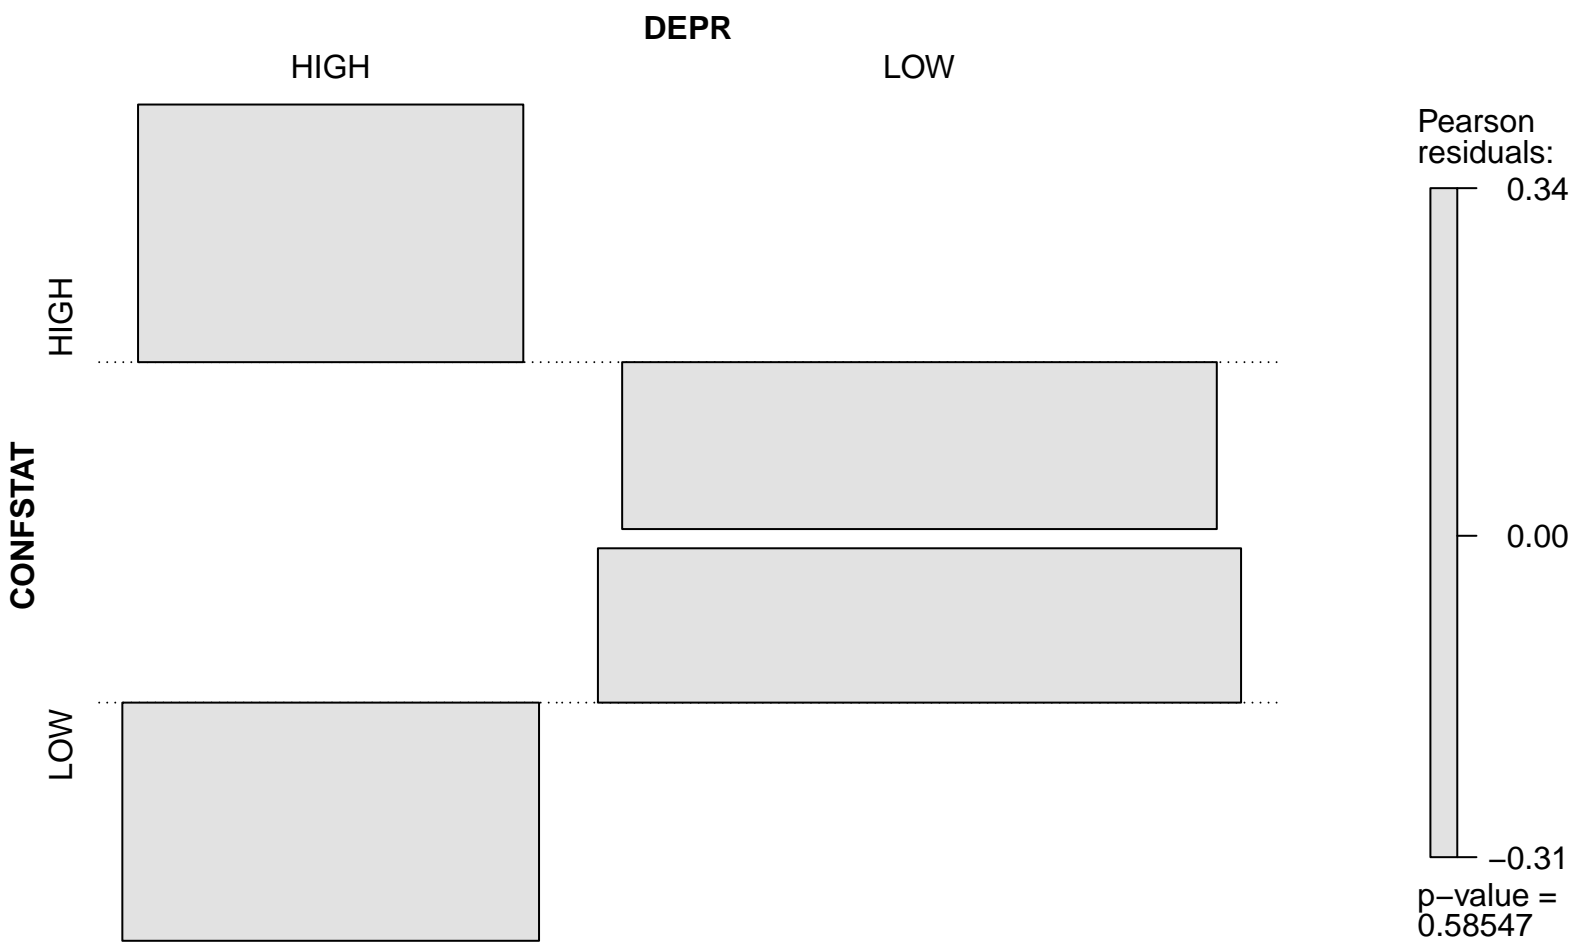 DEPR
HIGH
LOW
CONFSTAT
HIGH
LOW
Pearson
residuals:
0.34
0.00
−0.31
p−value =
0.58547